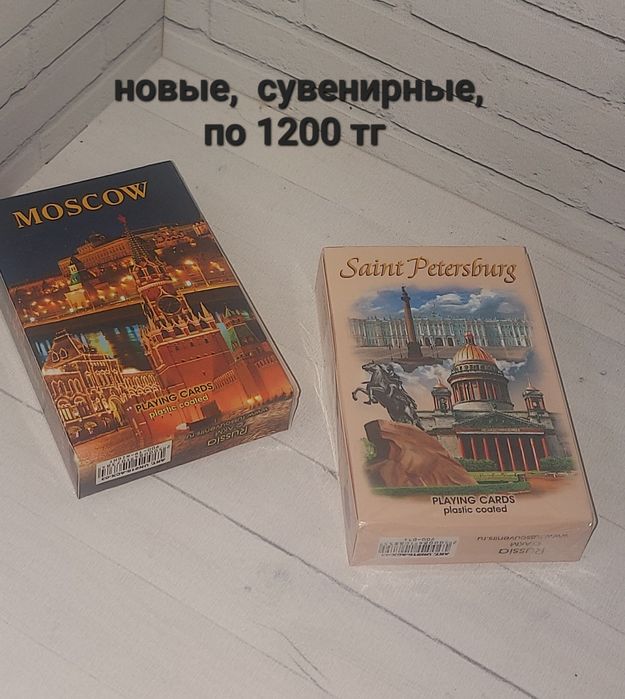 новые, сувенирные,
по 1200 тг
MOSCOW
PLAYING CARDS
plastic coated
Russia
Saint Petersburg
PLAYING CARDS
plastic coated
Russia